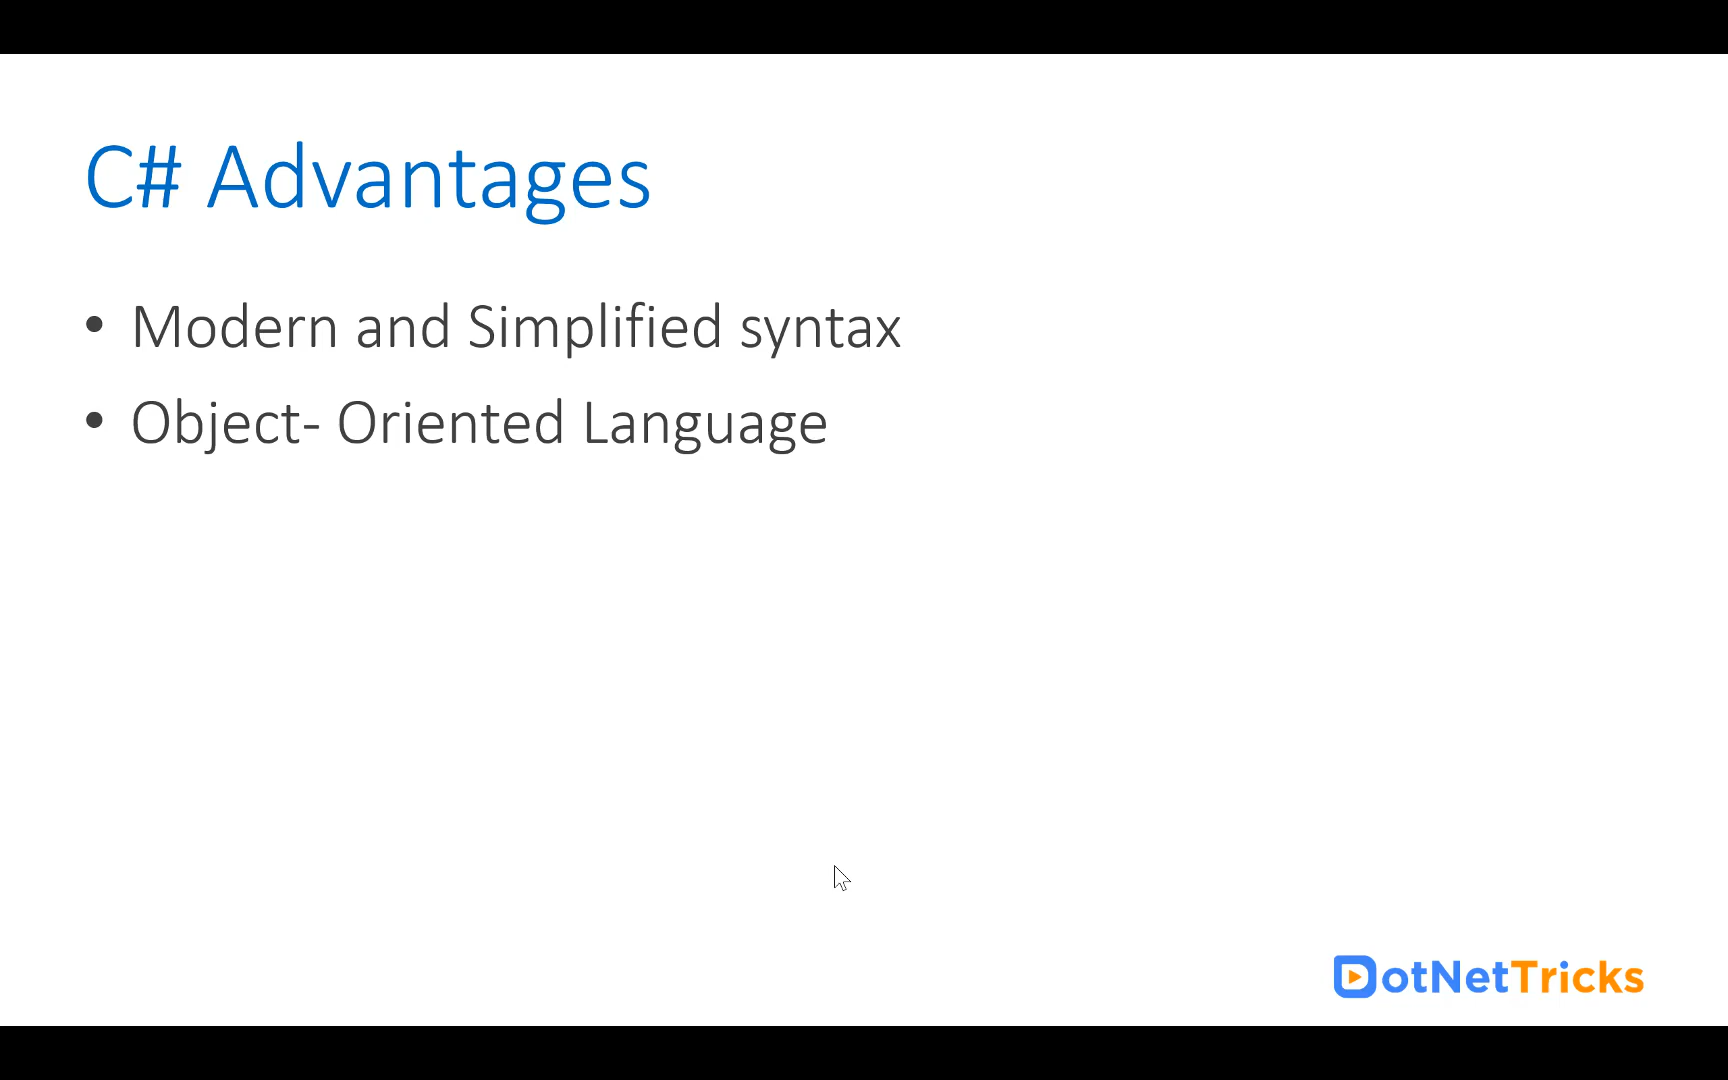 C# Advantages
• Modern and Simplified syntax
• Object- Oriented Language
DotNetTricks